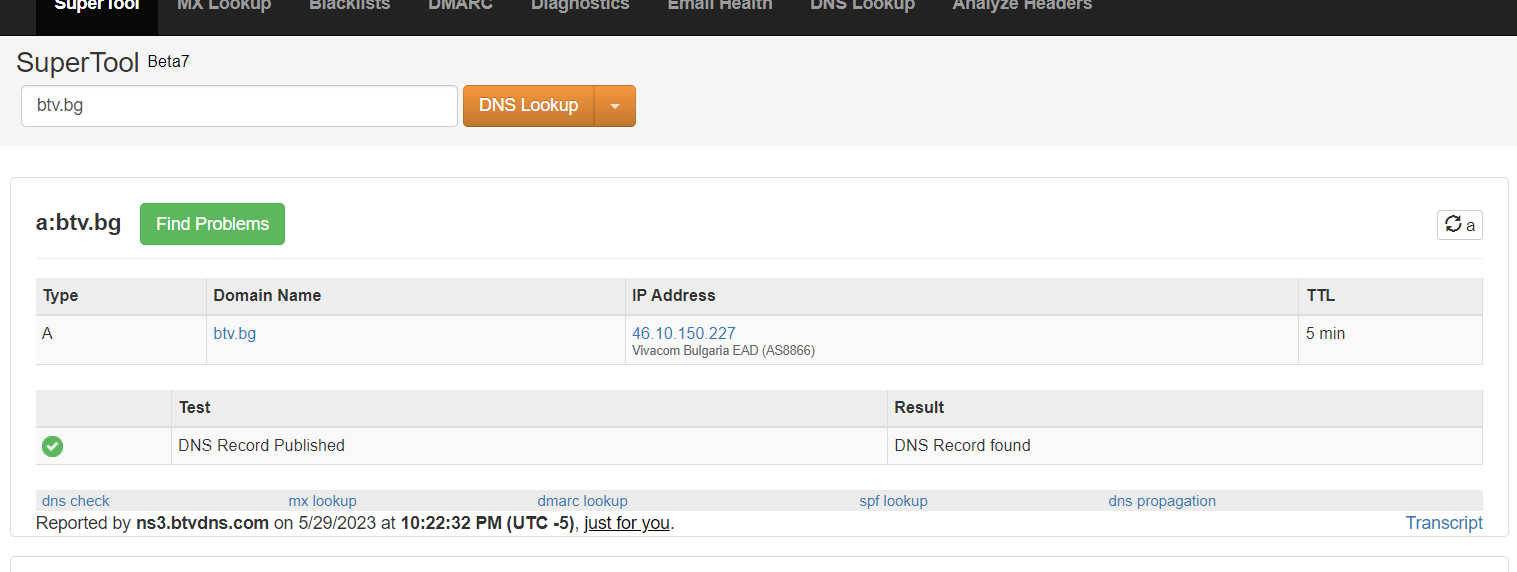 SuperTool MX Lookup Blacklists DMARC Diagnostics Email Health DNS Lookup Analyze Headers
SuperTool Beta7
btv.bg DNS Lookup
a:btv.bg Find Problems a
Type Domain Name IP Address TTL
A btv.bg 46.10.150.227 5 min
Vivacom Bulgaria EAD (AS8866)
Test Result
DNS Record Published DNS Record found
dns check mx lookup dmarc lookup spf lookup dns propagation
Reported by ns3.btvdns.com on 5/29/2023 at 10:22:32 PM (UTC -5), just for you. Transcript